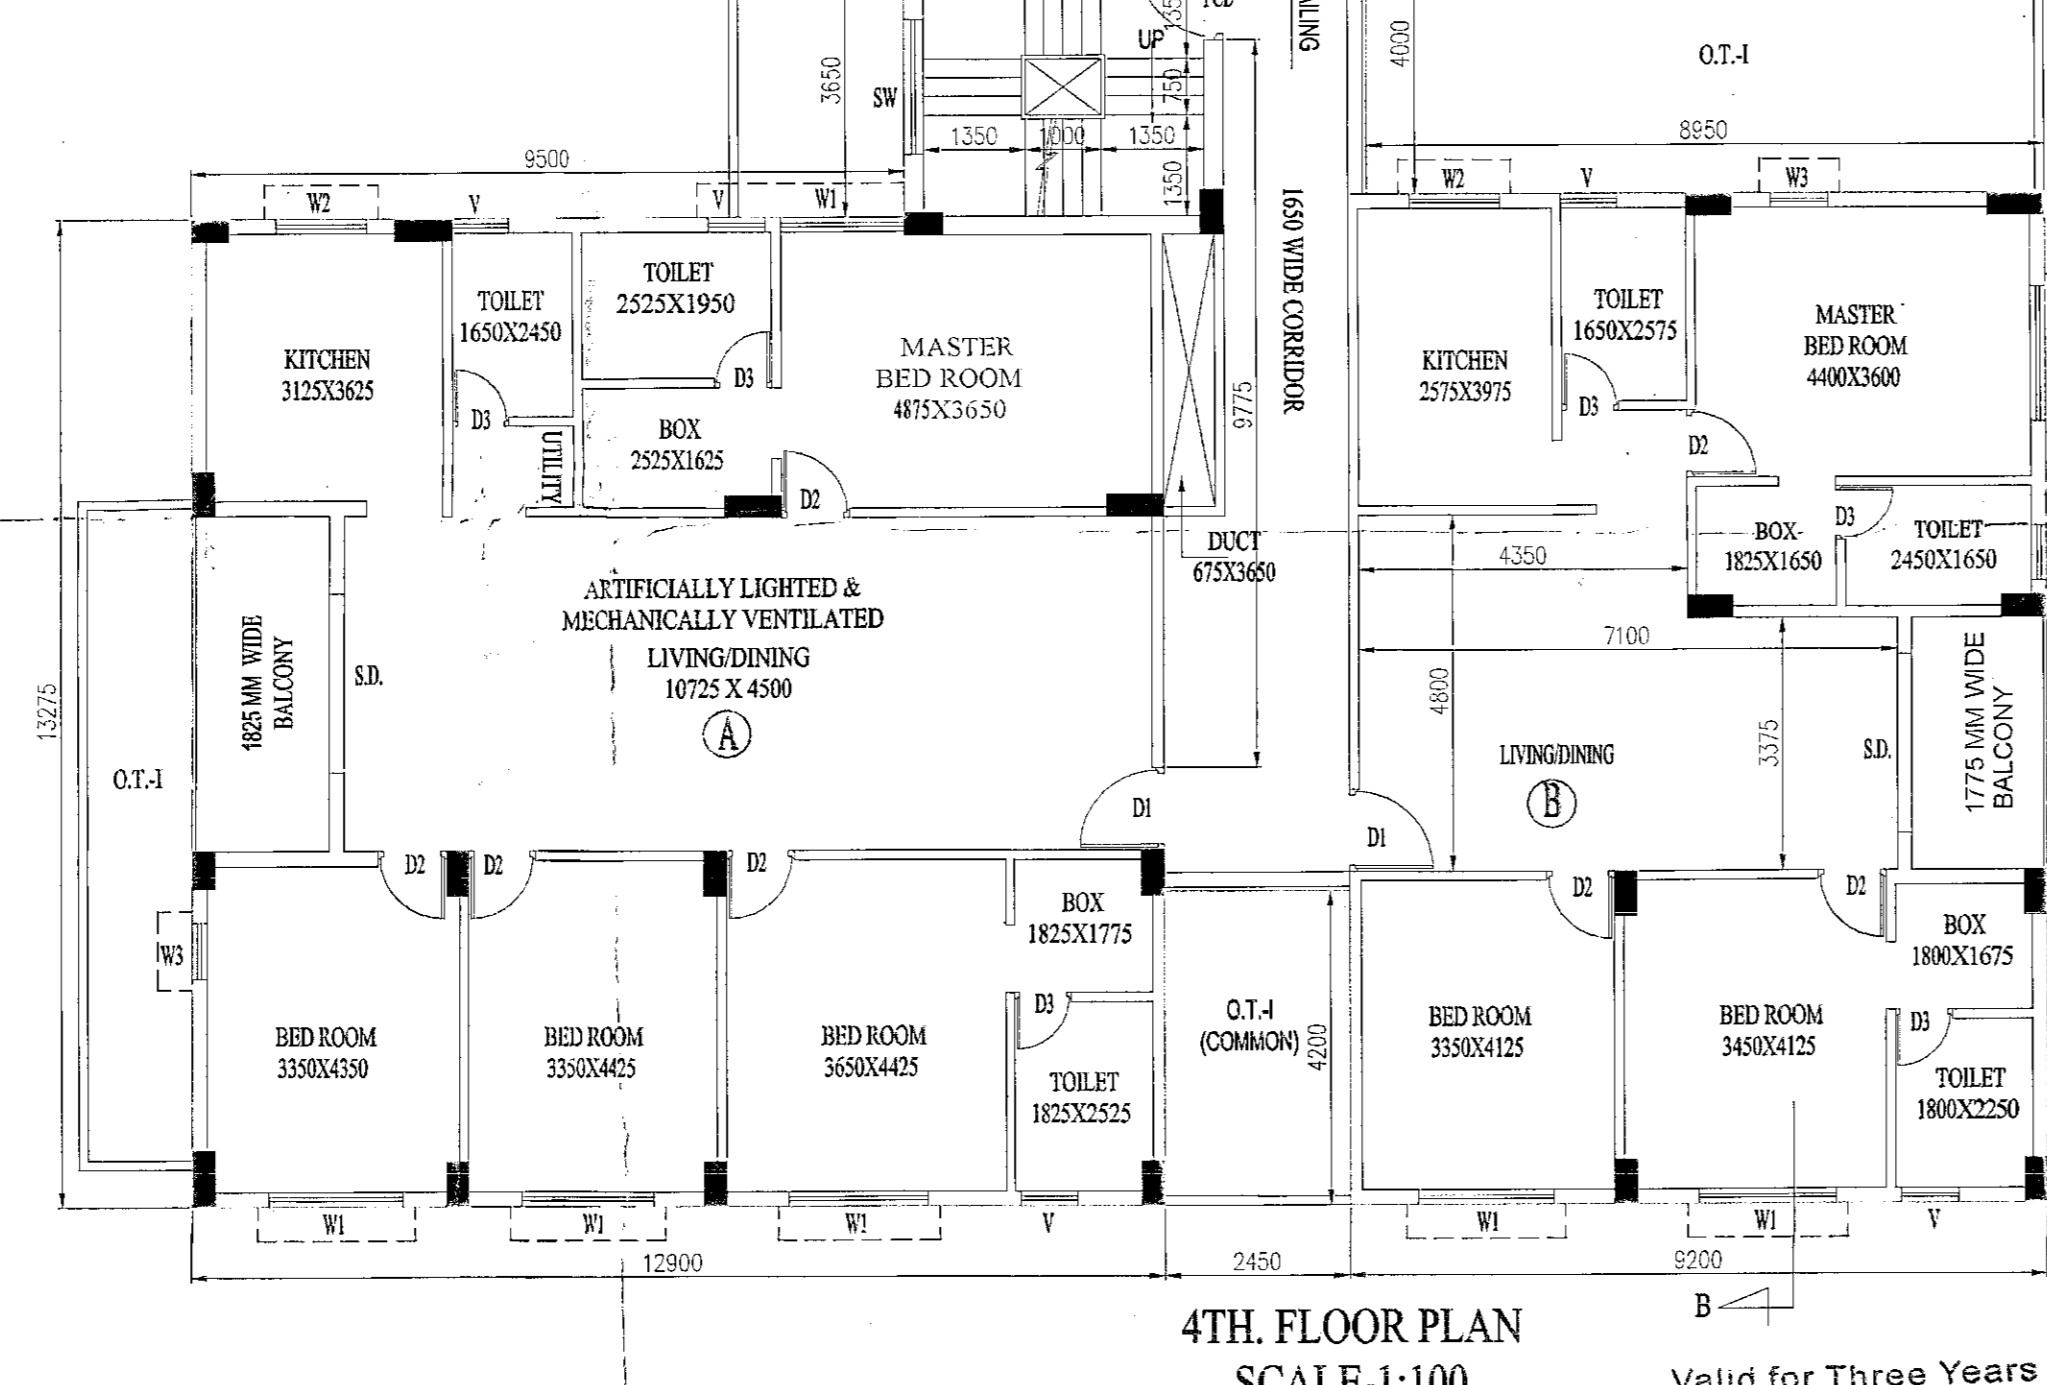 UP
O.T.-I
4000
3650
SW
750
1350
1000
1350
1350
8950
9500
W2
V
V
W1
W2
V
W3
1650 WIDE CORRIDOR
TOILET
2525X1950
TOILET
1650X2450
KITCHEN
3125X3625
D3
D3
MASTER
BED ROOM
4875X3650
BOX
2525X1625
UTILITY
D2
9775
TOILET
1650X2575
MASTER
BED ROOM
4400X3600
KITCHEN
2575X3975
D3
D2
DUCT
675X3650
4350
BOX
1825X1650
D3
TOILET
2450X1650
ARTIFICIALLY LIGHTED &
MECHANICALLY VENTILATED
LIVING/DINING
10725 X 4500
A
1825 MM WIDE
BALCONY
S.D.
13275
O.T.-I
7100
4800
3375
LIVING/DINING
B
S.D.
1775 MM WIDE
BALCONY
D1
D1
D2
D2
D2
D2
D2
BOX
1825X1775
BOX
1800X1675
W3
D3
D3
BED ROOM
3350X4350
BED ROOM
3350X4425
BED ROOM
3650X4425
O.T.-I
(COMMON)
4200
BED ROOM
3350X4125
BED ROOM
3450X4125
TOILET
1825X2525
TOILET
1800X2250
W1
W1
W1
V
W1
W1
V
12900
2450
9200
B
4TH. FLOOR PLAN
SCALE-1:100
Valid for Three Years